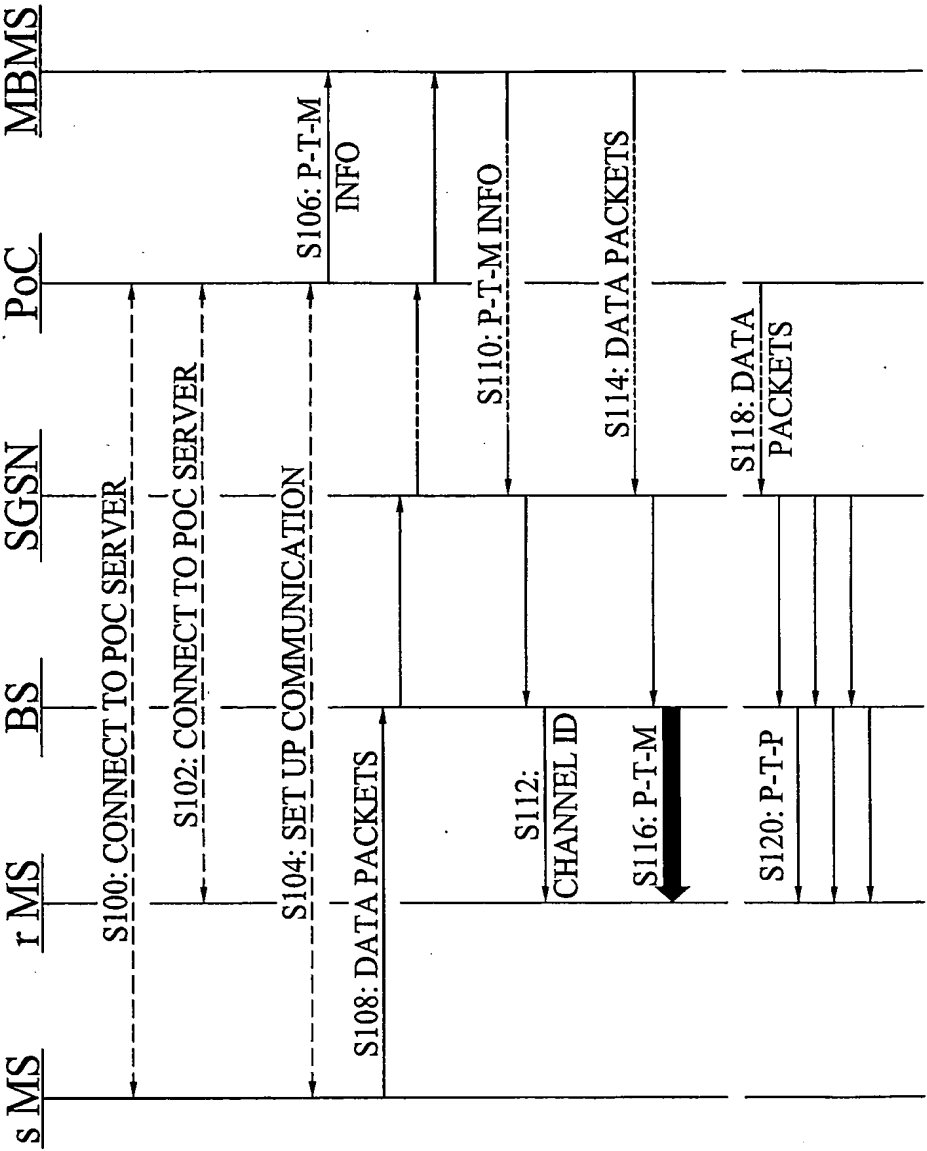 s MS
r MS
BS
SGSN
PoC
MBMS
S100: CONNECT TO POC SERVER
S102: CONNECT TO POC SERVER
S104: SET UP COMMUNICATION
S106: P-T-M
INFO
S108: DATA PACKETS
S110: P-T-M INFO
S112:
CHANNEL ID
S114: DATA PACKETS
S116: P-T-M
S118: DATA
PACKETS
S120: P-T-P